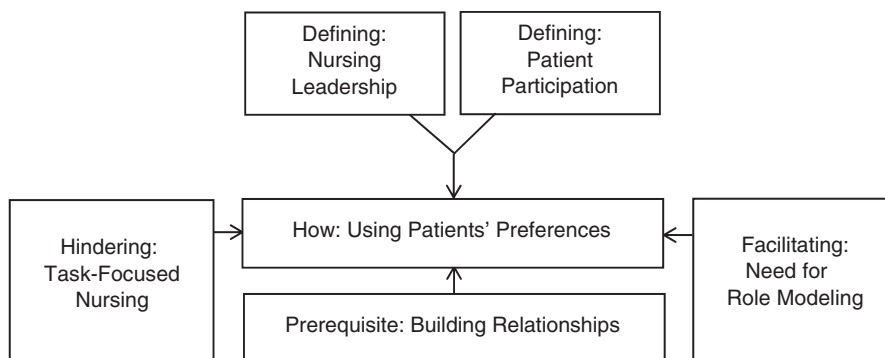 Defining:
Nursing
Leadership
Defining:
Patient
Participation
Hindering:
Task-Focused
Nursing
How: Using Patients’ Preferences
Facilitating:
Need for
Role Modeling
Prerequisite: Building Relationships